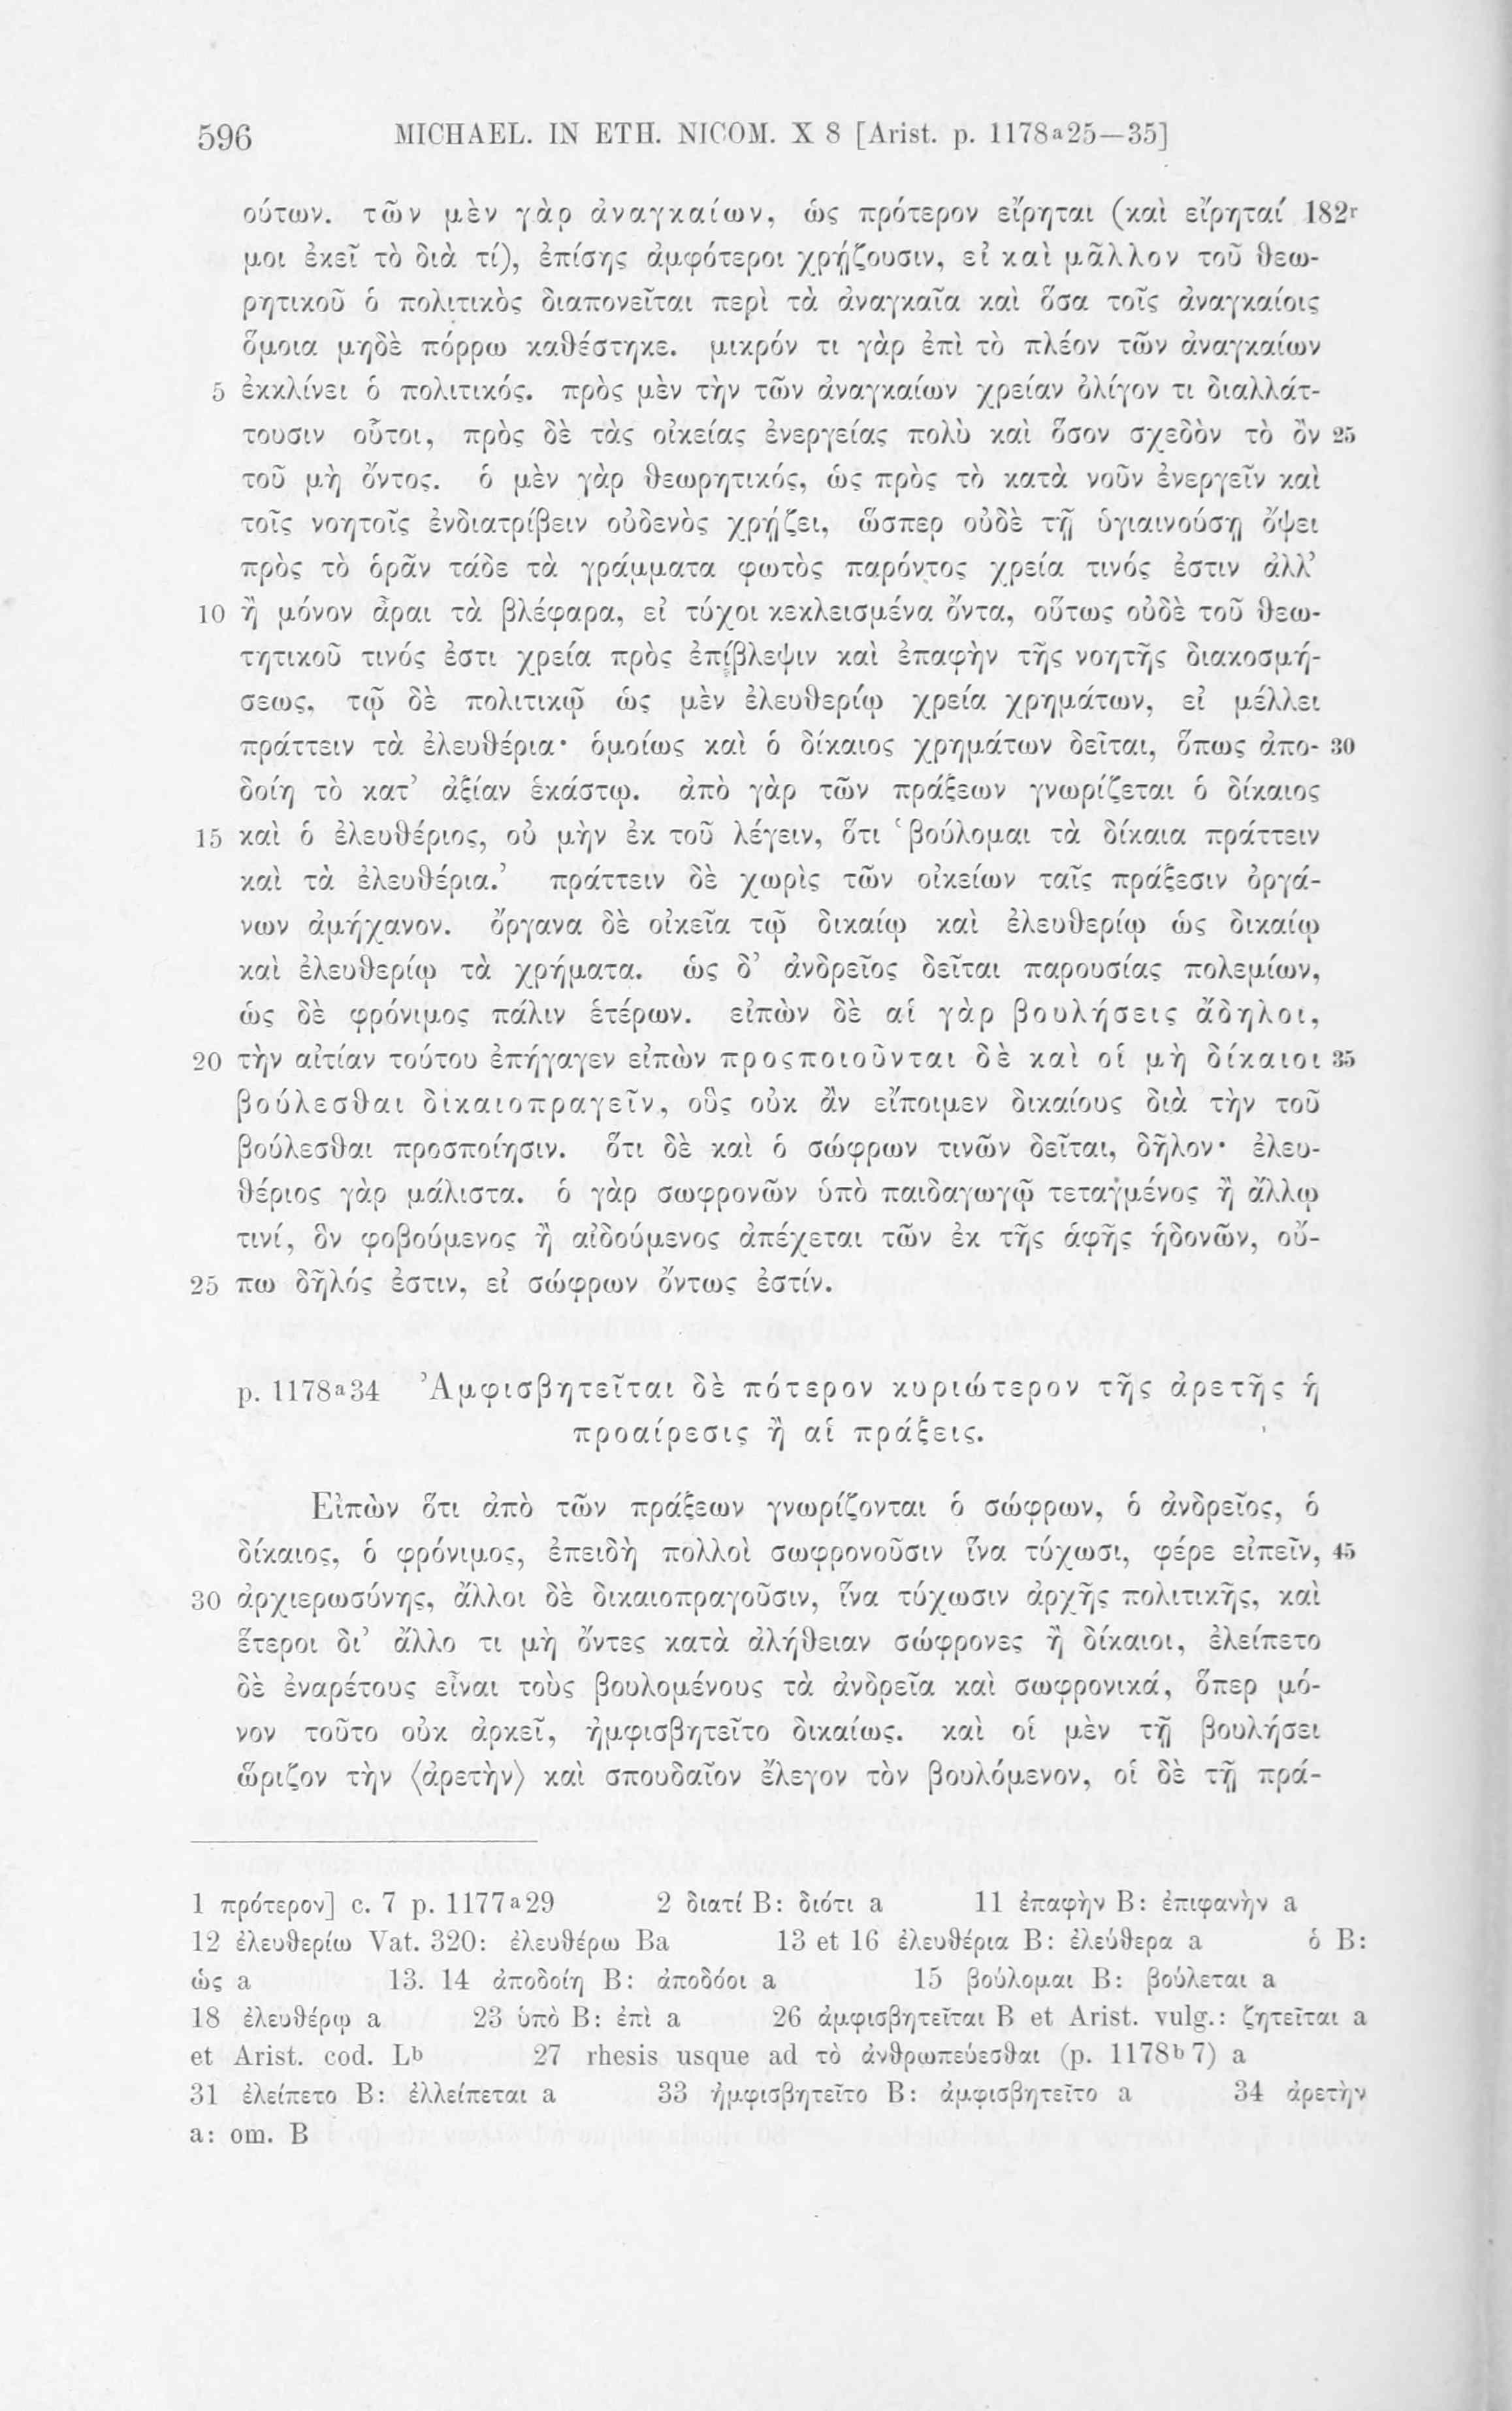 596 MICHAEL. IN ETH. NICOM. X 8 [Arist. p. 1178a25—35]
ούτων. τῶν μὲν γὰρ ἀναγκαίων, ὡς πρότερον εἴρηται (καὶ εἴρηταί 182r
μοι ἐκεῖ τὸ διὰ τί), ἐπίσης ἀμφότεροι χρῄζουσιν, εἰ καὶ μᾶλλον τοῦ θεω-
ρητικοῦ ὁ πολιτικὸς διαπονεῖται περὶ τὰ ἀναγκαῖα καὶ ὅσα τοῖς ἀναγκαίοις
ὅμοια μηδὲ πόρρω καθέστηκε. μικρόν τι γὰρ ἐπὶ τὸ πλέον τῶν ἀναγκαίων
5 ἐκκλίνει ὁ πολιτικός. πρὸς μὲν τὴν τῶν ἀναγκαίων χρείαν ὀλίγον τι διαλλάτ-
τουσιν οὗτοι, πρὸς δὲ τὰς οἰκείας ἐνεργείας πολὺ καὶ ὅσον σχεδὸν τὸ ὂν 25
τοῦ μὴ ὄντος. ὁ μὲν γὰρ θεωρητικός, ὡς πρὸς τὸ κατὰ νοῦν ἐνεργεῖν καὶ
τοῖς νοητοῖς ἐνδιατρίβειν οὐδενὸς χρῄζει, ὥσπερ οὐδὲ τῇ ὑγιαινούσῃ ὄψει
πρὸς τὸ ὁρᾶν τάδε τὰ γράμματα φωτὸς παρόντος χρεία τινός ἐστιν ἀλλ’
10 ἢ μόνον ἆραι τὰ βλέφαρα, εἰ τύχοι κεκλεισμένα ὄντα, οὕτως οὐδὲ τοῦ θεω-
τητικοῦ τινός ἐστι χρεία πρὸς ἐπίβλεψιν καὶ ἐπαφὴν τῆς νοητῆς διακοσμή-
σεως. τῷ δὲ πολιτικῷ ὡς μὲν ἐλευθερίῳ χρεία χρημάτων, εἰ μέλλει
πράττειν τὰ ἐλευθέρια· ὁμοίως καὶ ὁ δίκαιος χρημάτων δεῖται, ὅπως ἀπο- 30
δοίη τὸ κατ’ ἀξίαν ἑκάστῳ. ἀπὸ γὰρ τῶν πράξεων γνωρίζεται ὁ δίκαιος
15 καὶ ὁ ἐλευθέριος, οὐ μὴν ἐκ τοῦ λέγειν, ὅτι ‘βούλομαι τὰ δίκαια πράττειν
καὶ τὰ ἐλευθέρια.’ πράττειν δὲ χωρὶς τῶν οἰκείων ταῖς πράξεσιν ὀργά-
νων ἀμήχανον. ὄργανα δὲ οἰκεῖα τῷ δικαίῳ καὶ ἐλευθερίῳ ὡς δικαίῳ
καὶ ἐλευθερίῳ τὰ χρήματα. ὡς δ’ ἀνδρεῖος δεῖται παρουσίας πολεμίων,
ὡς δὲ φρόνιμος πάλιν ἑτέρων. εἰπὼν δὲ αἱ γὰρ βουλήσεις ἄδηλοι,
20 τὴν αἰτίαν τούτου ἐπήγαγεν εἰπὼν προςποιοῦνται δὲ καὶ οἱ μὴ δίκαιοι 35
βούλεσθαι δικαιοπραγεῖν, οὓς οὐκ ἂν εἴποιμεν δικαίους διὰ τὴν τοῦ
βούλεσθαι προσποίησιν. ὅτι δὲ καὶ ὁ σώφρων τινῶν δεῖται, δῆλον· ἐλευ-
θέριος γὰρ μάλιστα. ὁ γὰρ σωφρονῶν ὑπὸ παιδαγωγῷ τεταγμένος ἢ ἄλλῳ
τινί, ὃν φοβούμενος ἢ αἰδούμενος ἀπέχεται τῶν ἐκ τῆς ἁφῆς ἡδονῶν, οὔ-
25 πω δῆλός ἐστιν, εἰ σώφρων ὄντως ἐστίν.
p. 1178a34 Ἀμφισβητεῖται δὲ πότερον κυριώτερον τῆς ἀρετῆς ἡ
προαίρεσις ἢ αἱ πράξεις.
Εἰπὼν ὅτι ἀπὸ τῶν πράξεων γνωρίζονται ὁ σώφρων, ὁ ἀνδρεῖος, ὁ
δίκαιος, ὁ φρόνιμος, ἐπειδὴ πολλοὶ σωφρονοῦσιν ἵνα τύχωσι, φέρε εἰπεῖν, 45
30 ἀρχιερωσύνης, ἄλλοι δὲ δικαιοπραγοῦσιν, ἵνα τύχωσιν ἀρχῆς πολιτικῆς, καὶ
ἕτεροι δι’ ἄλλο τι μὴ ὄντες κατὰ ἀλήθειαν σώφρονες ἢ δίκαιοι, ἐλείπετο
δὲ ἐναρέτους εἶναι τοὺς βουλομένους τὰ ἀνδρεῖα καὶ σωφρονικά, ὅπερ μό-
νον τοῦτο οὐκ ἀρκεῖ, ἠμφισβητεῖτο δικαίως. καὶ οἱ μὲν τῇ βουλήσει
ὥριζον τὴν ⟨ἀρετὴν⟩ καὶ σπουδαῖον ἔλεγον τὸν βουλόμενον, οἱ δὲ τῇ πρά-
1 πρότερον] c. 7 p. 1177a29 2 διατί B: διότι a 11 ἐπαφὴν B: ἐπιφανὴν a
12 ἐλευθερίω Vat. 320: ἐλευθέρω Ba 13 et 16 ἐλευθέρια B: ἐλεύθερα a ὁ B:
ὡς a 13. 14 ἀποδοίη B: ἀποδόοι a 15 βούλομαι B: βούλεται a
18 ἐλευθέρῳ a 23 ὑπὸ B: ἐπὶ a 26 ἀμφισβητεῖται B et Arist. vulg.: ζητεῖται a
et Arist. cod. Lb 27 rhesis usque ad τὸ ἀνθρωπεύεσθαι (p. 1178b7) a
31 ἐλείπετο B: ἐλλείπεται a 33 ἠμφισβητεῖτο B: ἀμφισβητεῖτο a 34 ἀρετὴν
a: om. B